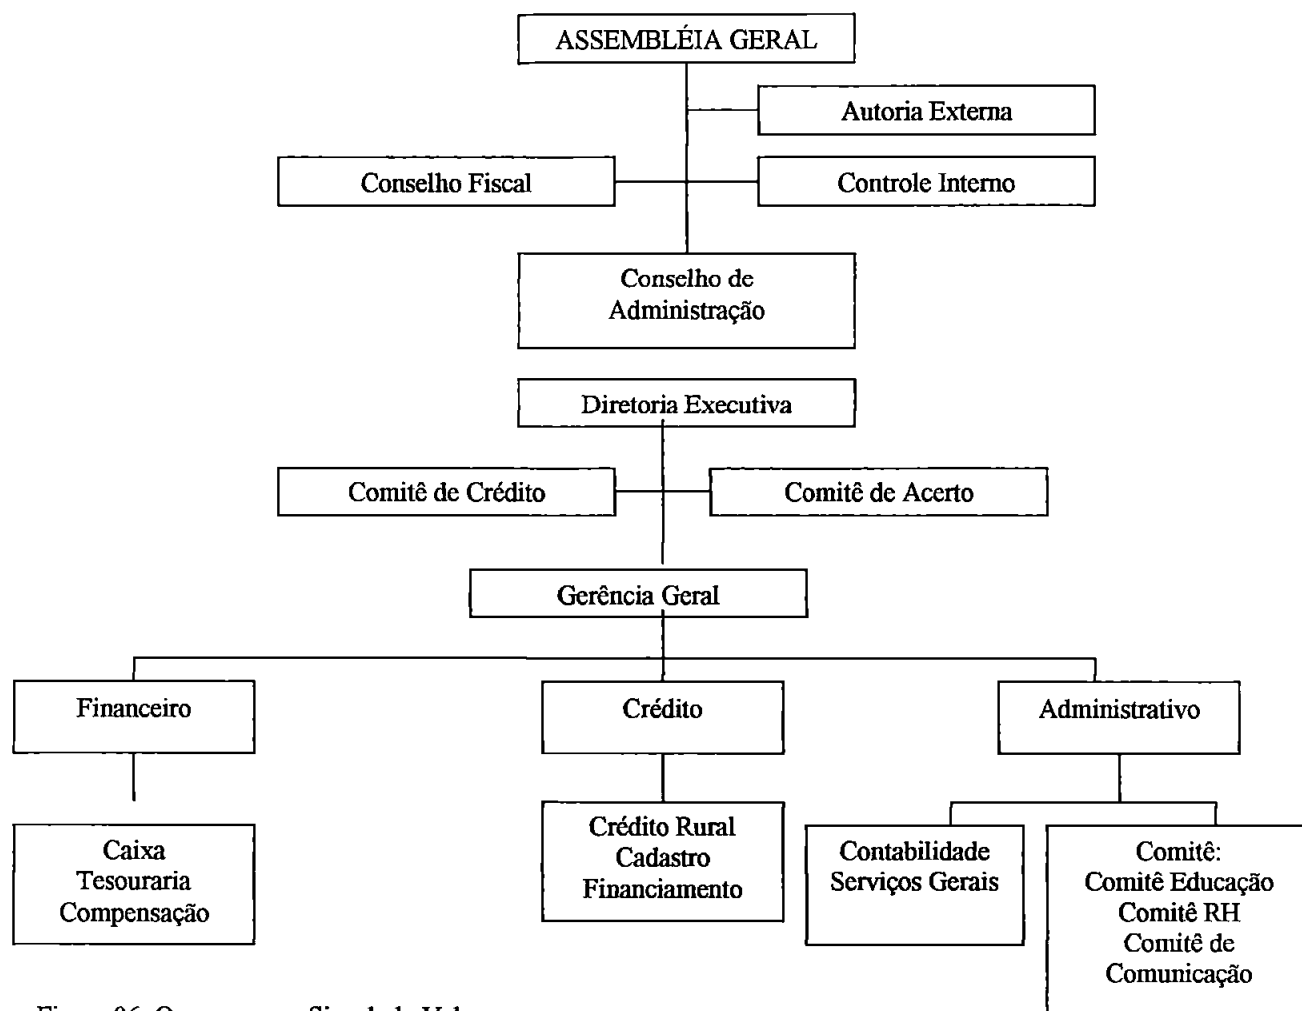 ASSEMBLÉIA GERAL
Autoria Externa
Conselho Fiscal
Controle Interno
Conselho de
Administração
Diretoria Executiva
Comitê de Crédito
Comitê de Acerto
Gerência Geral
Financeiro
Crédito
Administrativo
Caixa
Tesouraria
Compensação
Crédito Rural
Cadastro
Financiamento
Contabilidade
Serviços Gerais
Comitê:
Comitê Educação
Comitê RH
Comitê de
Comunicação